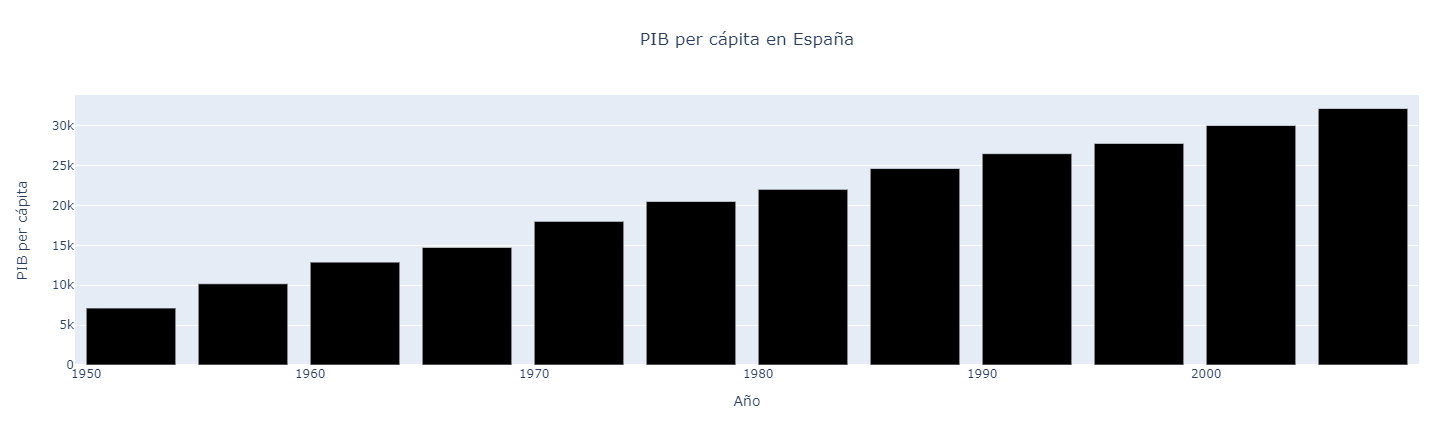 PIB per cápita en España
PIB per cápita
30k
25k
20k
15k
10k
5k
0
1950
1960
1970
1980
1990
2000
Año